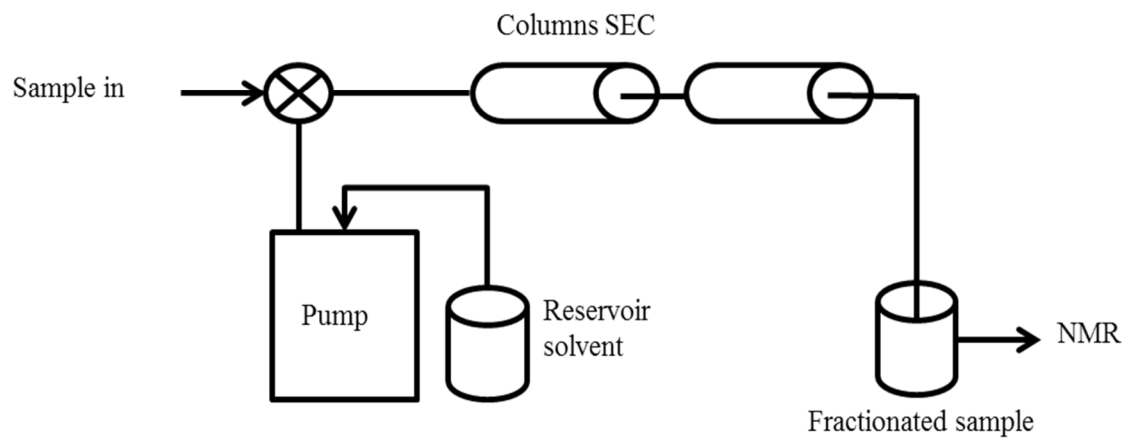 Columns SEC
Sample in
Pump
Reservoir
solvent
NMR
Fractionated sample